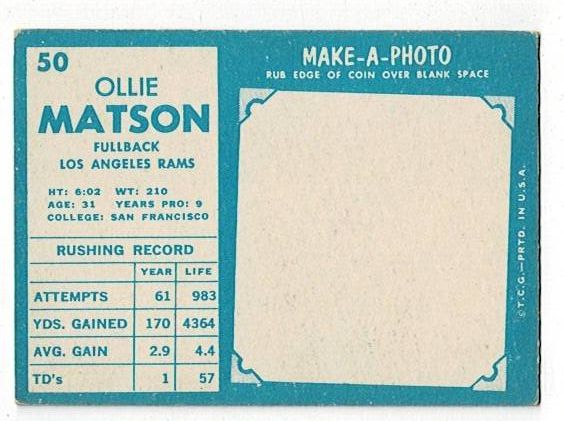 50
OLLIE
MATSON
FULLBACK
LOS ANGELES RAMS
HT: 6:02 WT: 210
AGE: 31 YEARS PRO: 9
COLLEGE: SAN FRANCISCO
RUSHING RECORD
YEAR LIFE
ATTEMPTS 61 983
YDS. GAINED 170 4364
AVG. GAIN 2.9 4.4
TD's 1 57
MAKE-A-PHOTO
RUB EDGE OF COIN OVER BLANK SPACE
©T.C.G.—PRTD. IN U.S.A.